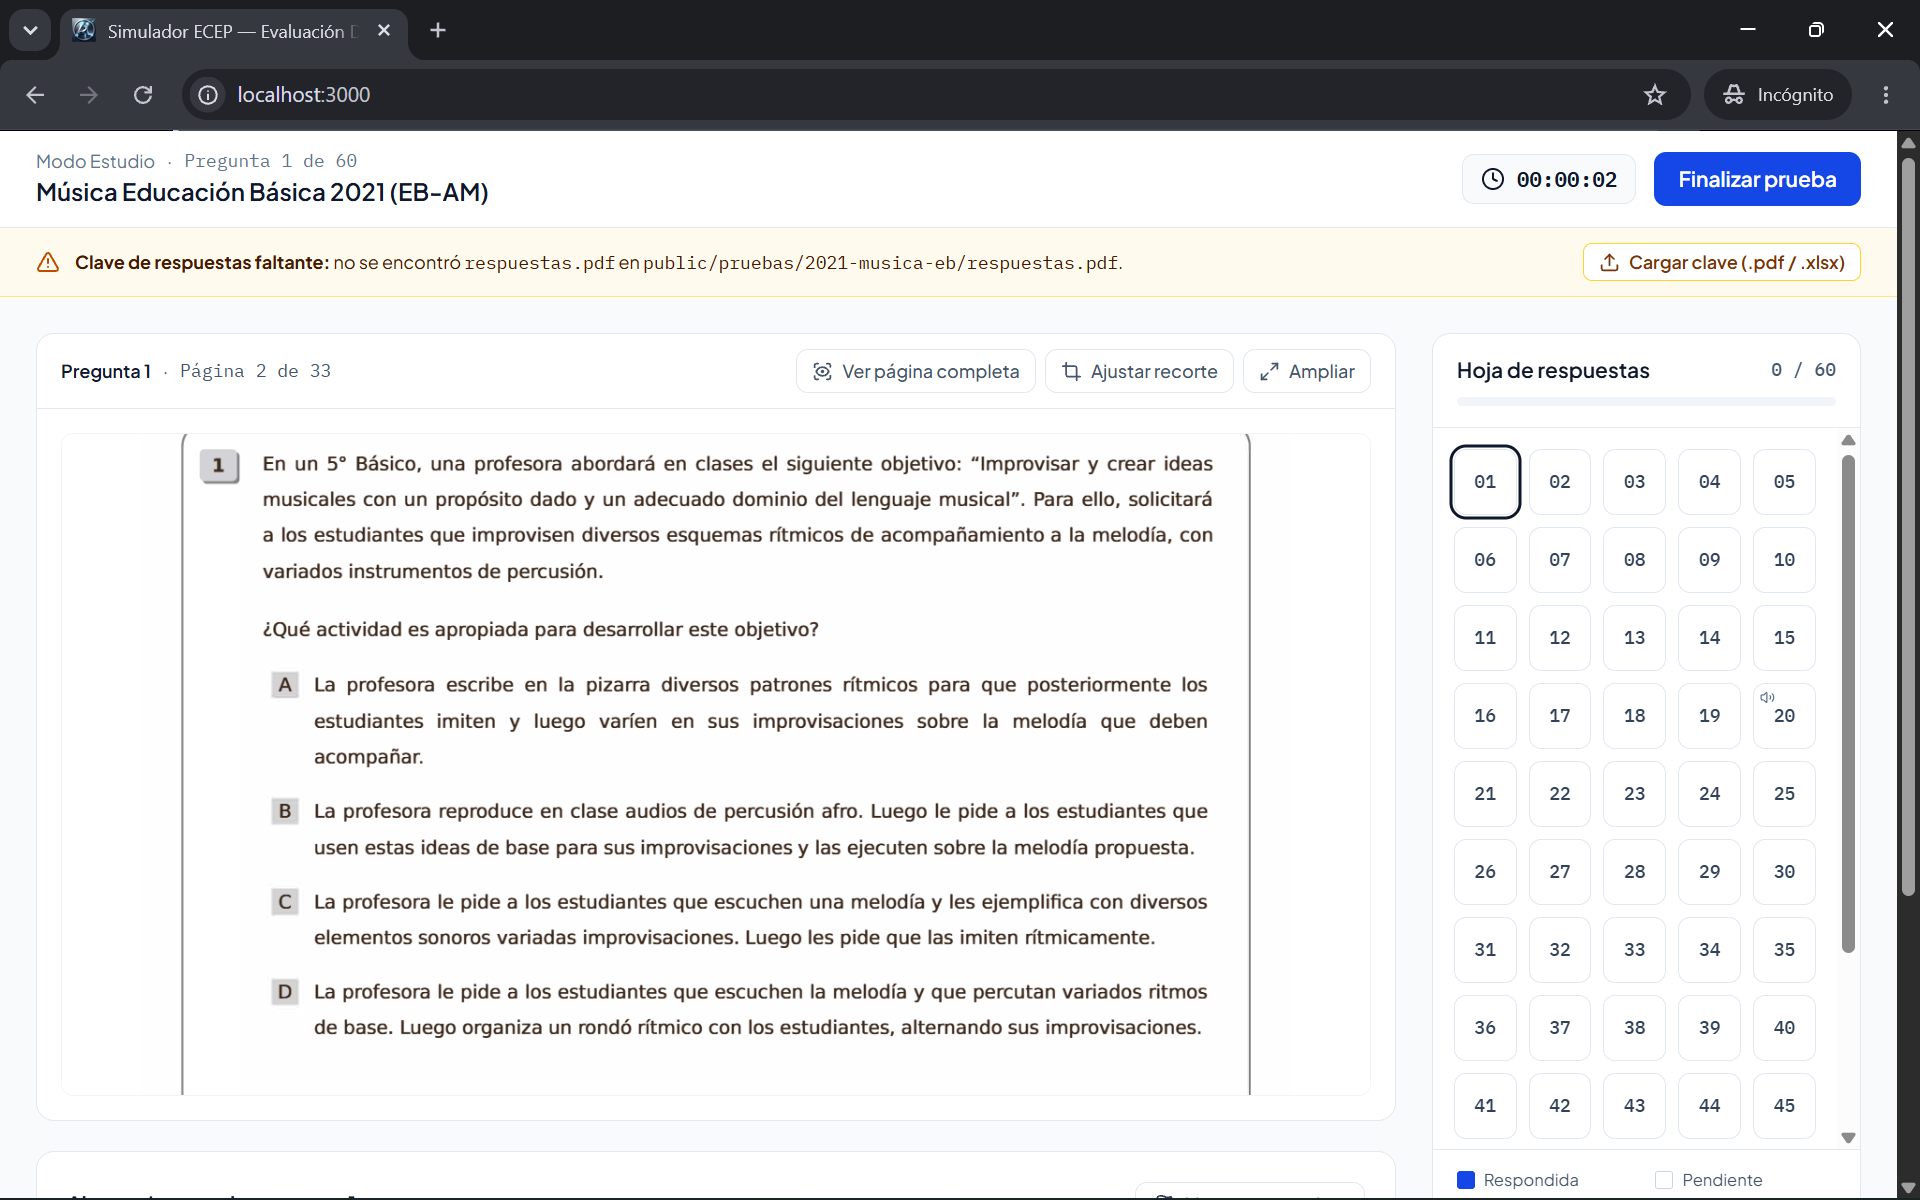 Simulador ECEP — Evaluación D
localhost:3000
Incógnito
Modo Estudio · Pregunta 1 de 60
Música Educación Básica 2021 (EB-AM)
00:00:02
Finalizar prueba
Clave de respuestas faltante: no se encontró respuestas.pdf en public/pruebas/2021-musica-eb/respuestas.pdf.
Cargar clave (.pdf / .xlsx)
Pregunta 1 · Página 2 de 33
Ver página completa
Ajustar recorte
Ampliar
1 En un 5° Básico, una profesora abordará en clases el siguiente objetivo: “Improvisar y crear ideas
musicales con un propósito dado y un adecuado dominio del lenguaje musical”. Para ello, solicitará
a los estudiantes que improvisen diversos esquemas rítmicos de acompañamiento a la melodía, con
variados instrumentos de percusión.
¿Qué actividad es apropiada para desarrollar este objetivo?
A La profesora escribe en la pizarra diversos patrones rítmicos para que posteriormente los
estudiantes imiten y luego varíen en sus improvisaciones sobre la melodía que deben
acompañar.
B La profesora reproduce en clase audios de percusión afro. Luego le pide a los estudiantes que
usen estas ideas de base para sus improvisaciones y las ejecuten sobre la melodía propuesta.
C La profesora le pide a los estudiantes que escuchen una melodía y les ejemplifica con diversos
elementos sonoros variadas improvisaciones. Luego les pide que las imiten rítmicamente.
D La profesora le pide a los estudiantes que escuchen la melodía y que percutan variados ritmos
de base. Luego organiza un rondó rítmico con los estudiantes, alternando sus improvisaciones.
Hoja de respuestas
0 / 60
01 02 03 04 05
06 07 08 09 10
11 12 13 14 15
16 17 18 19 20
21 22 23 24 25
26 27 28 29 30
31 32 33 34 35
36 37 38 39 40
41 42 43 44 45
Respondida
Pendiente